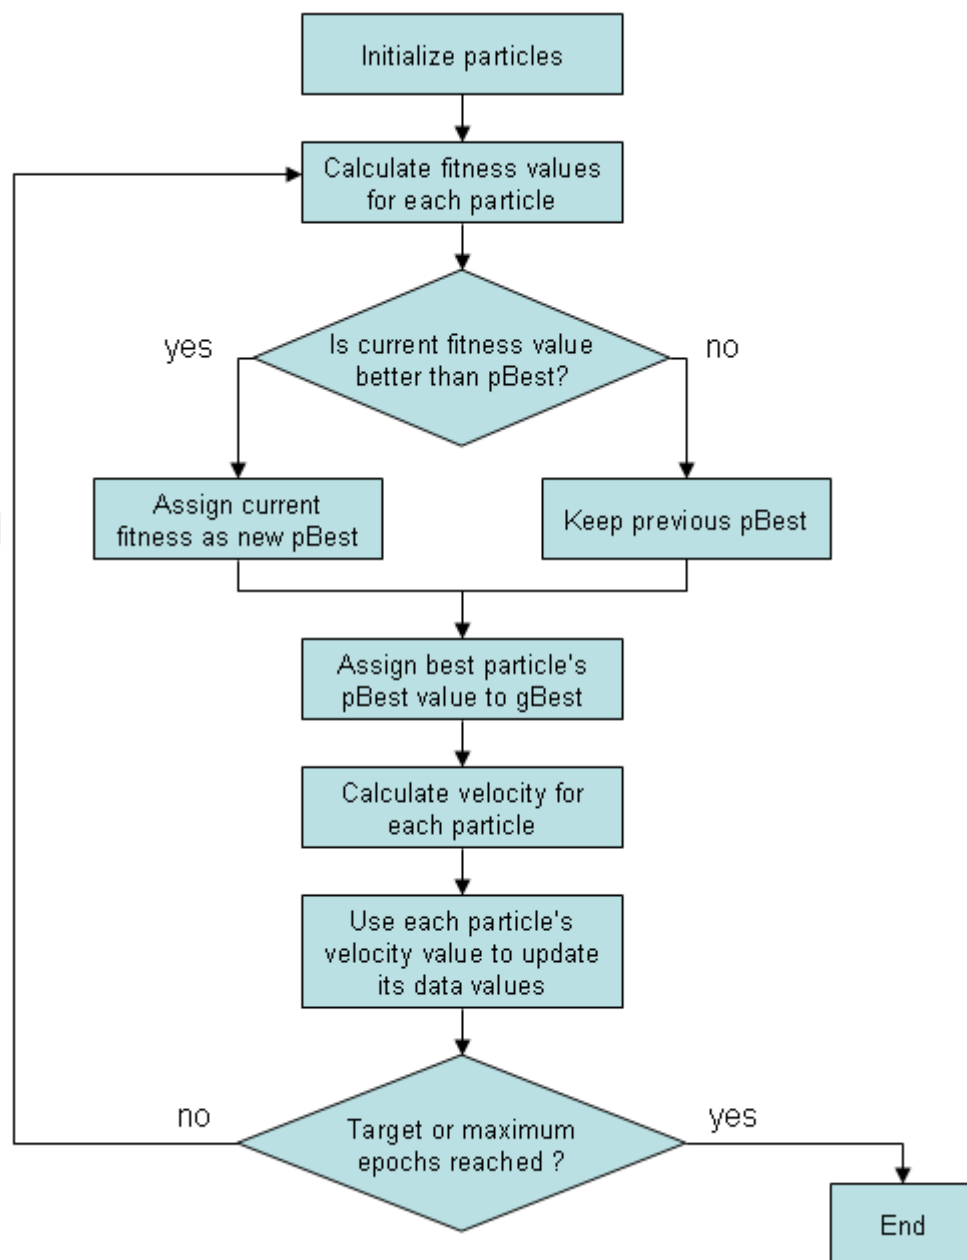 Initialize particles
Calculate fitness values
for each particle
Is current fitness value
better than pBest?
yes
no
Assign current
fitness as new pBest
Keep previous pBest
Assign best particle's
pBest value to gBest
Calculate velocity for
each particle
Use each particle's
velocity value to update
its data values
Target or maximum
epochs reached ?
no
yes
End